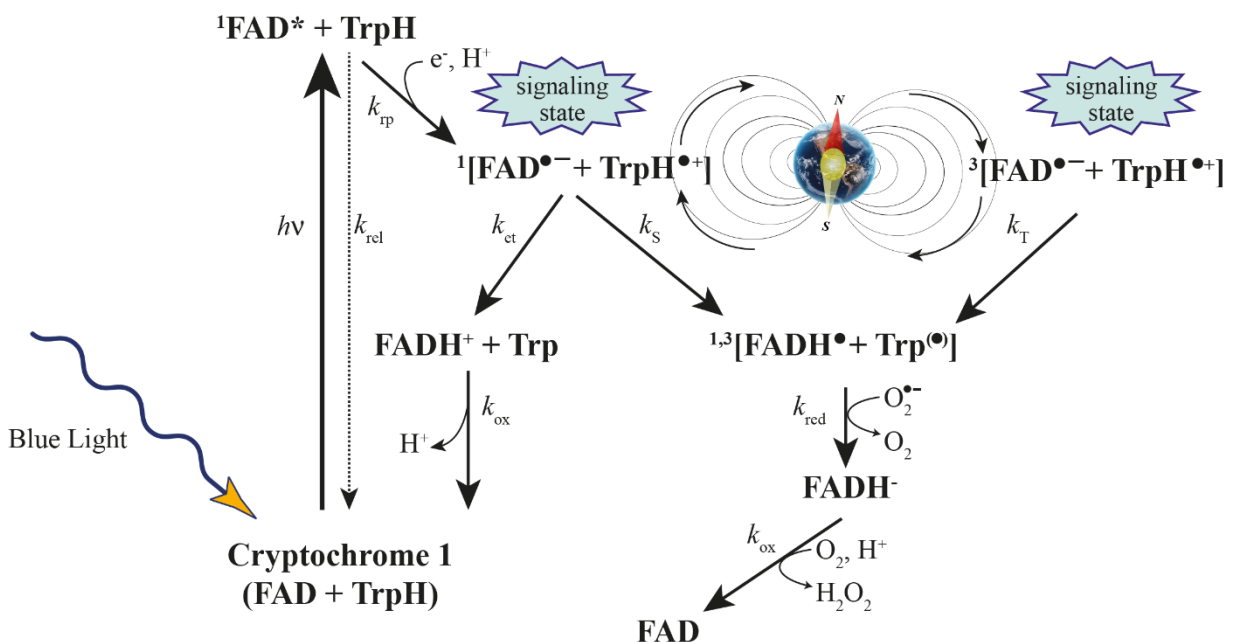 ¹FAD* + TrpH
e⁻, H⁺
signaling
state
signaling
state
k_rp
N
S
¹[FAD•⁻ + TrpH•⁺]
³[FAD•⁻ + TrpH•⁺]
hν
k_rel
k_et
k_S
k_T
FADH⁺ + Trp
¹,³[FADH• + Trp⁽•⁾]
k_ox
H⁺
k_red
O₂•⁻
O₂
Blue Light
FADH⁻
Cryptochrome 1
(FAD + TrpH)
k_ox
O₂, H⁺
H₂O₂
FAD